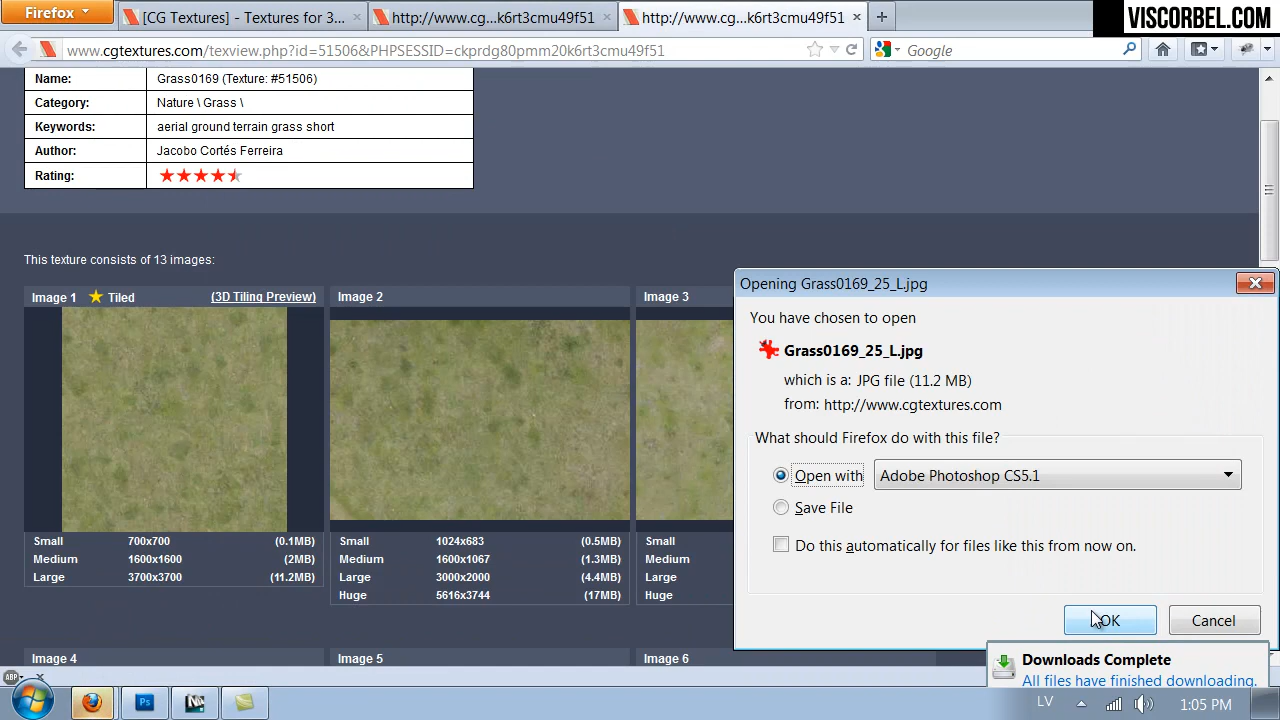 Firefox
[CG Textures] - Textures for 3...
http://www.cg...k6rt3cmu49f51
http://www.cg...k6rt3cmu49f51
VISCORBEL.COM
www.cgtextures.com/texview.php?id=51506&PHPSESSID=ckprdg80pmm20k6rt3cmu49f51
Google
Name: Grass0169 (Texture: #51506)
Category: Nature \ Grass \
Keywords: aerial ground terrain grass short
Author: Jacobo Cortés Ferreira
Rating:
This texture consists of 13 images:
Image 1 Tiled (3D Tiling Preview)
Small 700x700 (0.1MB)
Medium 1600x1600 (2MB)
Large 3700x3700 (11.2MB)
Image 2
Small 1024x683 (0.5MB)
Medium 1600x1067 (1.3MB)
Large 3000x2000 (4.4MB)
Huge 5616x3744 (17MB)
Image 3
Small
Medium
Large
Huge
Image 4
Image 5
Image 6
Opening Grass0169_25_L.jpg
You have chosen to open
Grass0169_25_L.jpg
which is a: JPG file (11.2 MB)
from: http://www.cgtextures.com
What should Firefox do with this file?
Open with Adobe Photoshop CS5.1
Save File
Do this automatically for files like this from now on.
OK
Cancel
Downloads Complete
All files have finished downloading.
ABP
Ps
LV
1:05 PM